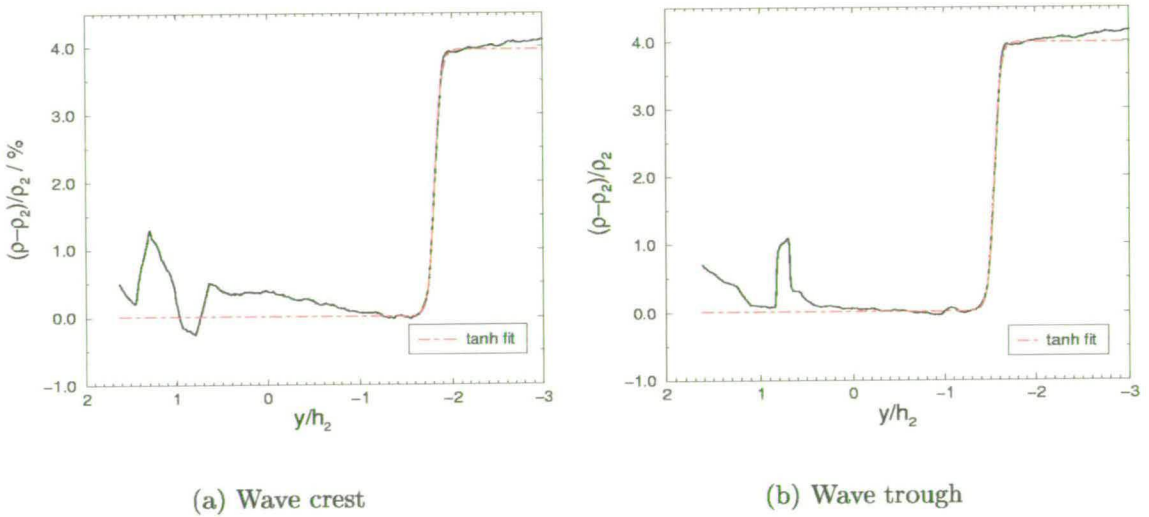 4.0
3.0
2.0
1.0
0.0
−1.0
(ρ−ρ₂)/ρ₂ / %
2 1 0 −1 −2 −3
y/h₂
tanh fit
(a) Wave crest
4.0
3.0
2.0
1.0
0.0
−1.0
(ρ−ρ₂)/ρ₂
2 1 0 −1 −2 −3
y/h₂
tanh fit
(b) Wave trough